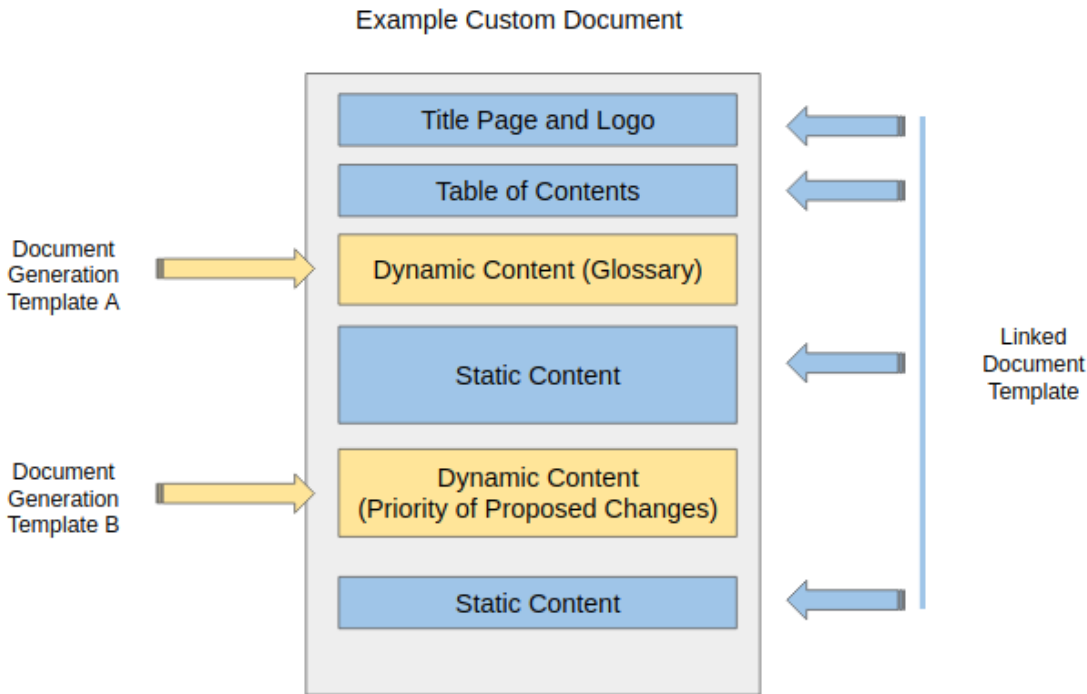 Example Custom Document
Title Page and Logo
Table of Contents
Document
Generation
Template A
Dynamic Content (Glossary)
Static Content
Linked
Document
Template
Document
Generation
Template B
Dynamic Content
(Priority of Proposed Changes)
Static Content